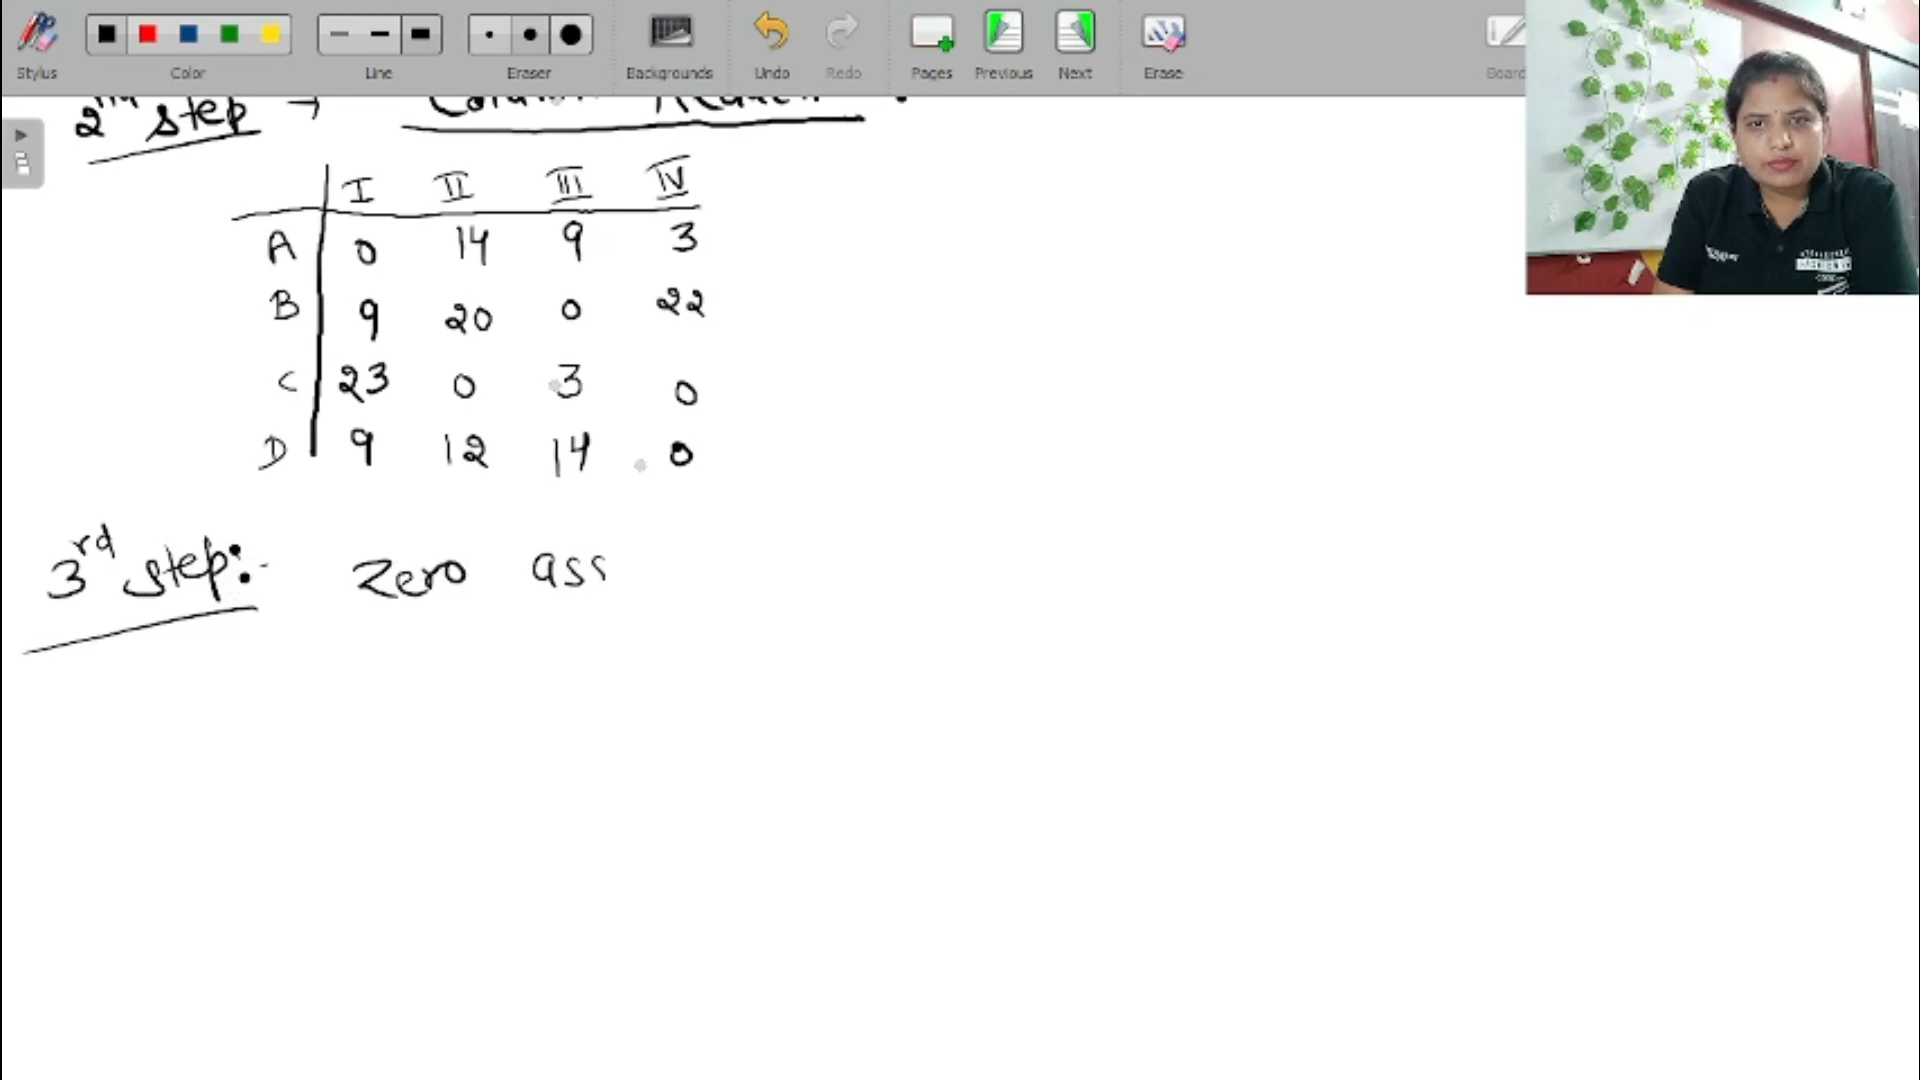 Stylus Color Line Eraser Backgrounds Undo Redo Pages Previous Next Erase Board
2nd step →
I II III IV
A 0 14 9 3
B 9 20 0 22
C 23 0 3 0
D 9 12 14 0
3rd step:- Zero ass